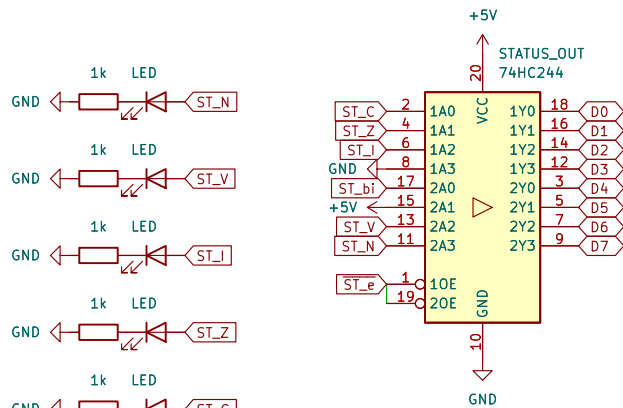 1k LED
GND ST_N
1k LED
GND ST_V
1k LED
GND ST_I
1k LED
GND ST_Z
1k LED
GND ST_C
+5V
STATUS_OUT
74HC244
20
VCC
ST_C 2 1A0 1Y0 18 D0
ST_Z 4 1A1 1Y1 16 D1
ST_I 6 1A2 1Y2 14 D2
GND 8 1A3 1Y3 12 D3
ST_bi 17 2A0 2Y0 3 D4
+5V 15 2A1 2Y1 5 D5
ST_V 13 2A2 2Y2 7 D6
ST_N 11 2A3 2Y3 9 D7
ST_e 1 1OE
19 2OE
GND
10
GND